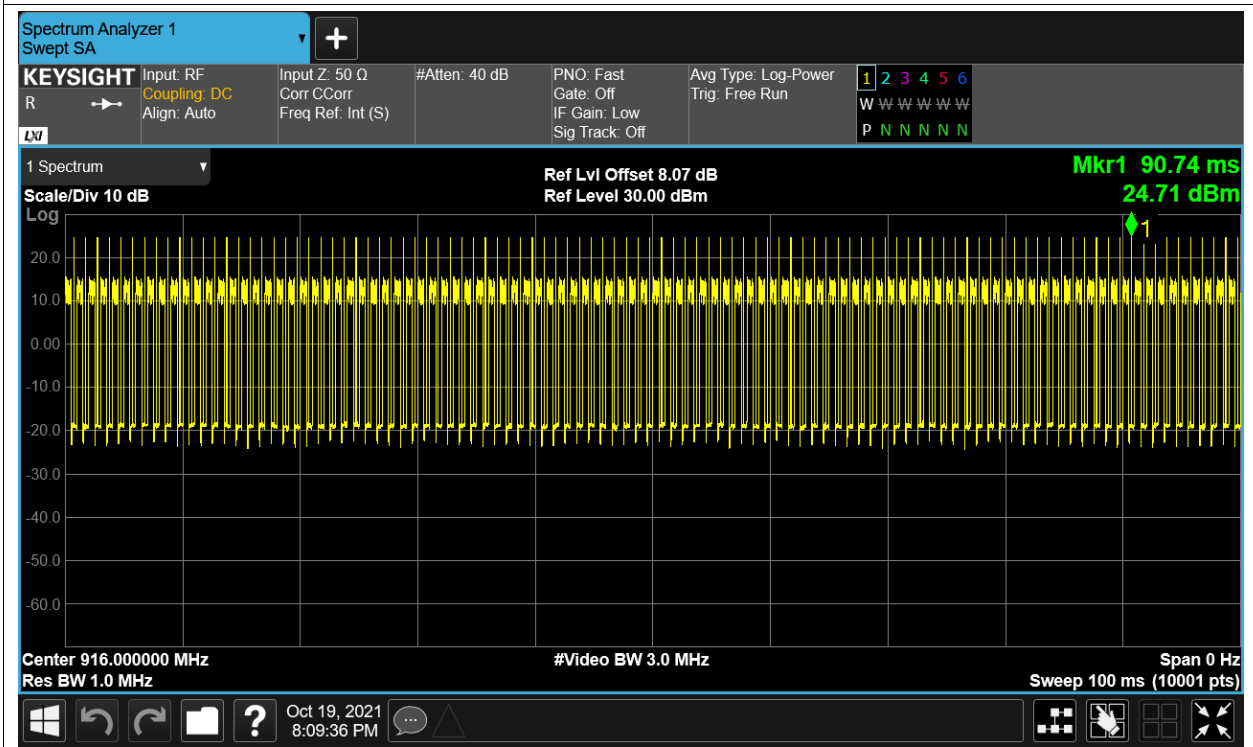 Spectrum Analyzer 1
Swept SA
KEYSIGHT
R
LXI
Input: RF
Coupling: DC
Align: Auto
Input Z: 50 Ω
Corr CCorr
Freq Ref: Int (S)
#Atten: 40 dB
PNO: Fast
Gate: Off
IF Gain: Low
Sig Track: Off
Avg Type: Log-Power
Trig: Free Run
1 2 3 4 5 6
W W W W W W
P N N N N N
1 Spectrum
Scale/Div 10 dB
Log
Ref Lvl Offset 8.07 dB
Ref Level 30.00 dBm
Mkr1 90.74 ms
24.71 dBm
1
20.0
10.0
0.00
-10.0
-20.0
-30.0
-40.0
-50.0
-60.0
Center 916.000000 MHz
Res BW 1.0 MHz
#Video BW 3.0 MHz
Span 0 Hz
Sweep 100 ms (10001 pts)
?
Oct 19, 2021
8:09:36 PM